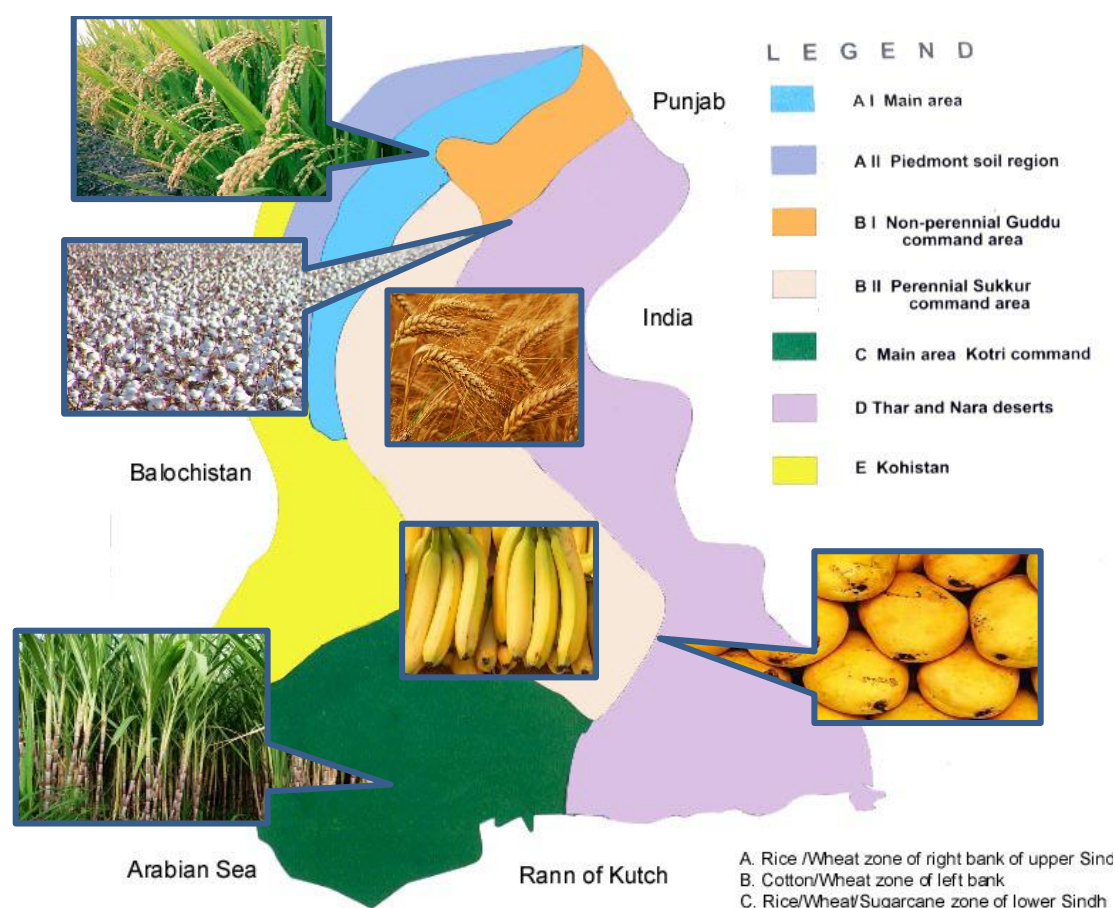 L E G E N D
A I Main area
A II Piedmont soil region
B I Non-perennial Guddu
command area
B II Perennial Sukkur
command area
C Main area Kotri command
D Thar and Nara deserts
E Kohistan
Punjab
India
Balochistan
Arabian Sea
Rann of Kutch
A. Rice /Wheat zone of right bank of upper Sind
B. Cotton/Wheat zone of left bank
C. Rice/Wheat/Sugarcane zone of lower Sindh